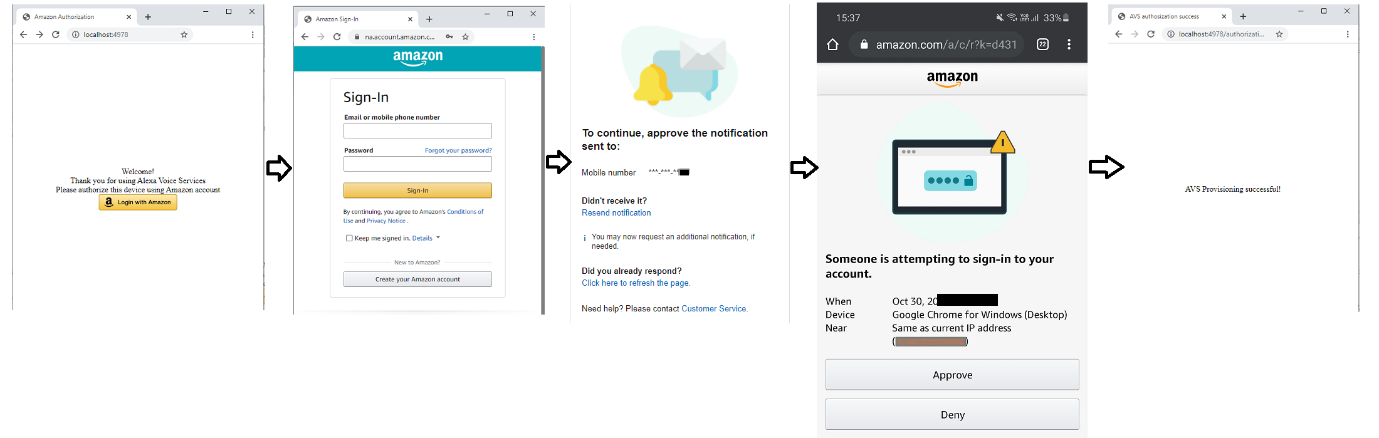 Amazon Authorization
localhost:4978
Welcome!
Thank you for using Alexa Voice Services
Please authorize this device using Amazon account
Login with Amazon
Amazon Sign-In
na.account.amazon.c...
amazon
Sign-In
Email or mobile phone number
Password
Forgot your password?
Sign-In
By continuing, you agree to Amazon's Conditions of
Use and Privacy Notice.
Keep me signed in. Details
New to Amazon?
Create your Amazon account
To continue, approve the notification
sent to:
Mobile number ***-***-**
Didn't receive it?
Resend notification
i You may now request an additional notification, if
needed.
Did you already respond?
Click here to refresh the page.
Need help? Please contact Customer Service.
15:37
33%
amazon.com/a/c/r?k=d431
22
amazon
Someone is attempting to sign-in to your
account.
When Oct 30, 20
Device Google Chrome for Windows (Desktop)
Near Same as current IP address
( )
Approve
Deny
AVS authosization success
localhost:4978/authorizati...
AVS Provisioning successful!